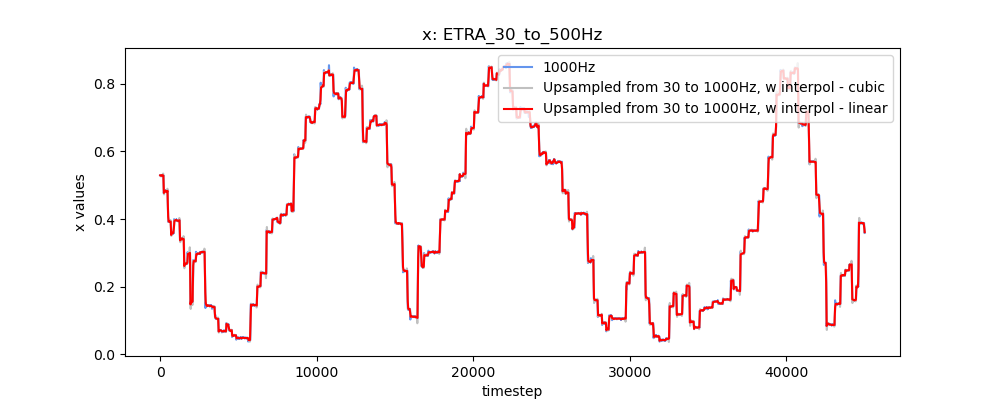 x: ETRA_30_to_500Hz
1000Hz
Upsampled from 30 to 1000Hz, w interpol - cubic
Upsampled from 30 to 1000Hz, w interpol - linear
x values
0.8
0.6
0.4
0.2
0.0
0 10000 20000 30000 40000
timestep